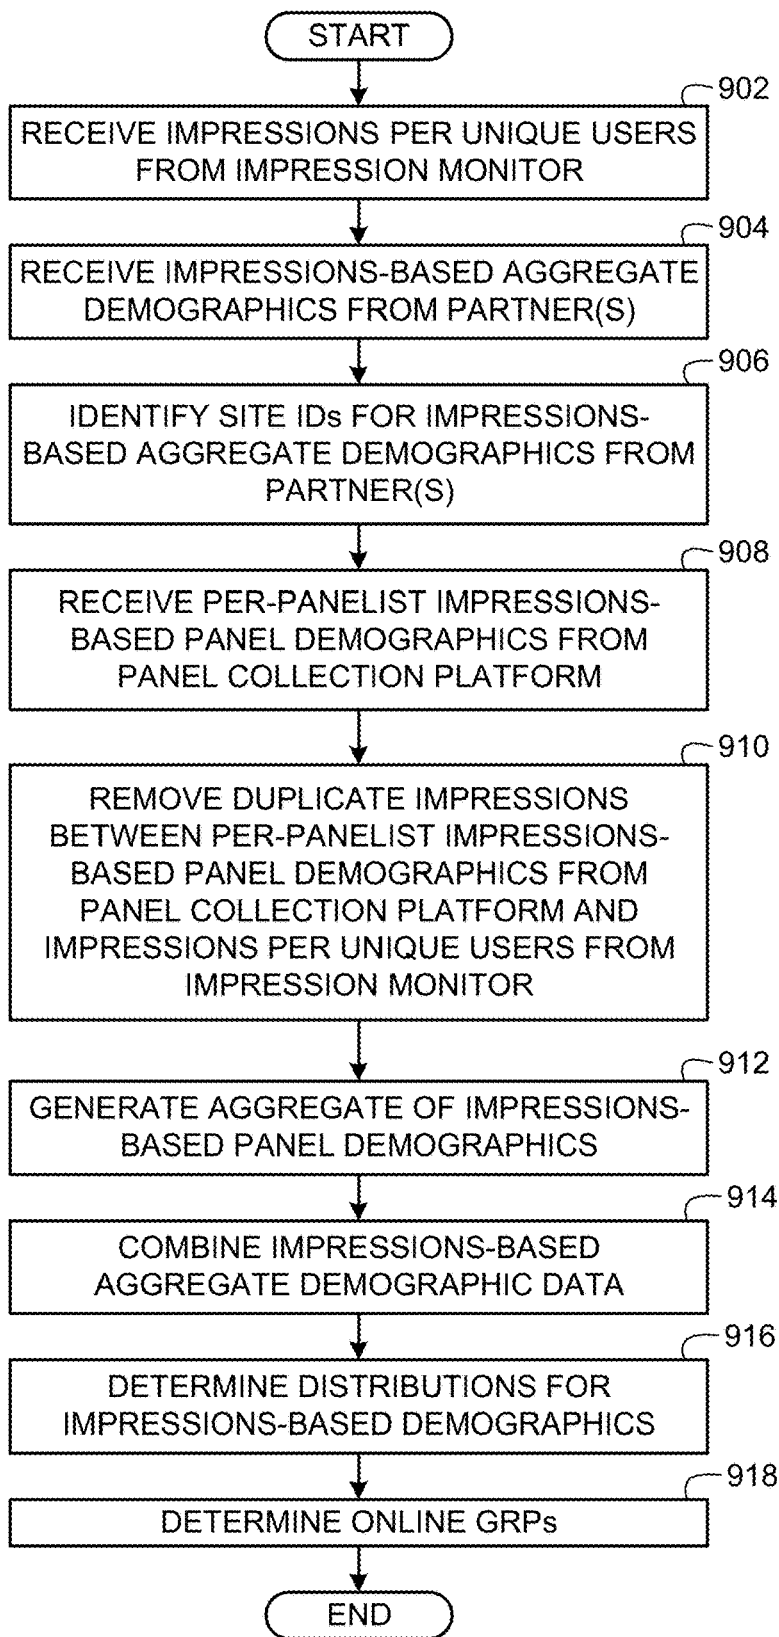 START
902
RECEIVE IMPRESSIONS PER UNIQUE USERS
FROM IMPRESSION MONITOR
904
RECEIVE IMPRESSIONS-BASED AGGREGATE
DEMOGRAPHICS FROM PARTNER(S)
906
IDENTIFY SITE IDs FOR IMPRESSIONS-
BASED AGGREGATE DEMOGRAPHICS FROM
PARTNER(S)
908
RECEIVE PER-PANELIST IMPRESSIONS-
BASED PANEL DEMOGRAPHICS FROM
PANEL COLLECTION PLATFORM
910
REMOVE DUPLICATE IMPRESSIONS
BETWEEN PER-PANELIST IMPRESSIONS-
BASED PANEL DEMOGRAPHICS FROM
PANEL COLLECTION PLATFORM AND
IMPRESSIONS PER UNIQUE USERS FROM
IMPRESSION MONITOR
912
GENERATE AGGREGATE OF IMPRESSIONS-
BASED PANEL DEMOGRAPHICS
914
COMBINE IMPRESSIONS-BASED
AGGREGATE DEMOGRAPHIC DATA
916
DETERMINE DISTRIBUTIONS FOR
IMPRESSIONS-BASED DEMOGRAPHICS
918
DETERMINE ONLINE GRPs
END